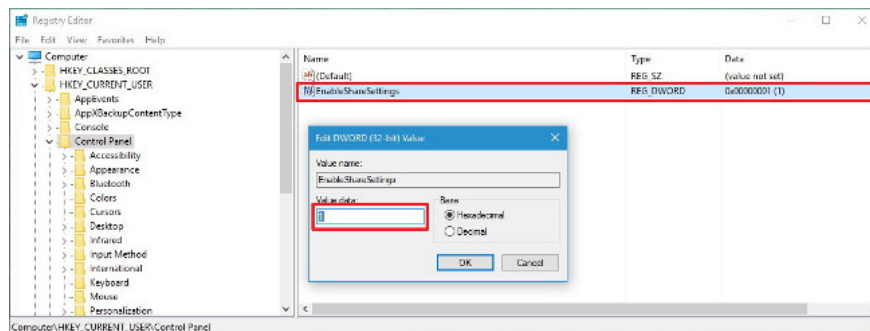 Registry Editor
File Edit View Favorites Help
Computer
HKEY_CLASSES_ROOT
HKEY_CURRENT_USER
AppEvents
AppXBackupContentType
Console
Control Panel
Accessibility
Appearance
Bluetooth
Colors
Cursors
Desktop
Infrared
Input Method
International
Keyboard
Mouse
Personalization
Name Type Data
(Default) REG_SZ (value not set)
EnableShareSettings REG_DWORD 0x00000001 (1)
Edit DWORD (32-bit) Value
Value name:
EnableShareSettings
Value data: Base
1 Hexadecimal
Decimal
OK Cancel
Computer\HKEY_CURRENT_USER\Control Panel